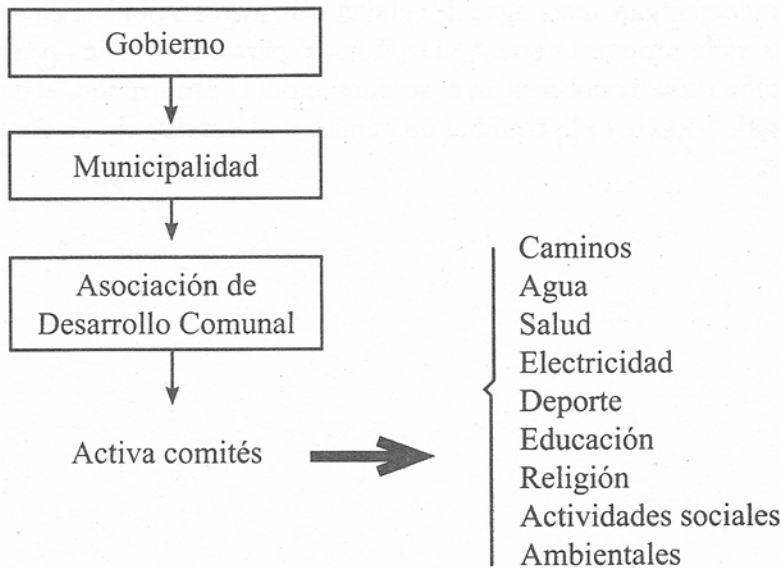 Gobierno
Municipalidad
Asociación de
Desarrollo Comunal
Activa comités
Caminos
Agua
Salud
Electricidad
Deporte
Educación
Religión
Actividades sociales
Ambientales